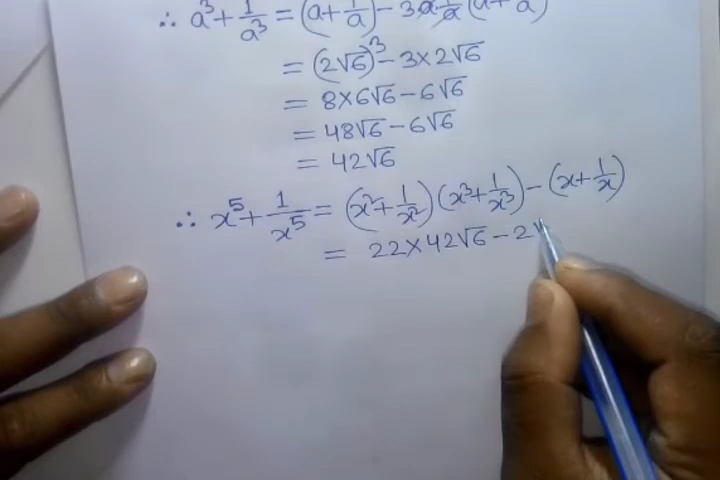 ∴ a³ + 1/a³ = (a + 1/a)³ - 3·a·1/a (a + 1/a)
= (2√6)³ - 3×2√6
= 8×6√6 - 6√6
= 48√6 - 6√6
= 42√6
∴ x⁵ + 1/x⁵ = (x² + 1/x²)(x³ + 1/x³) - (x + 1/x)
= 22×42√6 - 2√